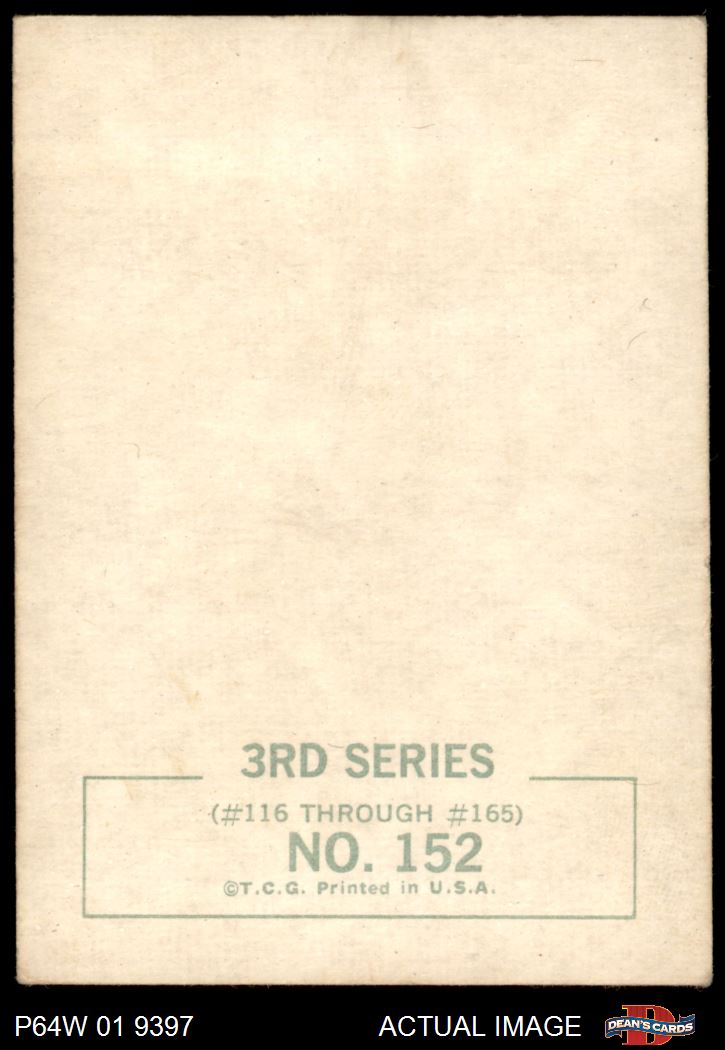 3RD SERIES
(#116 THROUGH #165)
NO. 152
©T.C.G. Printed in U.S.A.
P64W 01 9397
ACTUAL IMAGE
D
DEAN'S CARDS